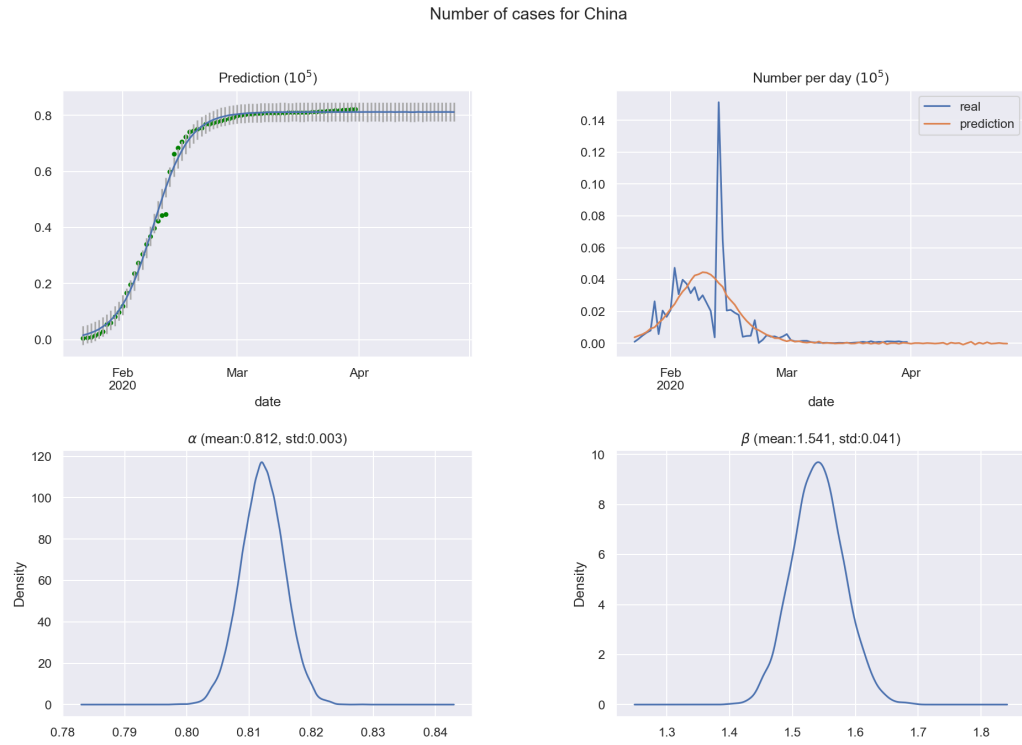 Number of cases for China
Prediction (10^5)
0.8
0.6
0.4
0.2
0.0
Feb
2020
Mar
Apr
date
Number per day (10^5)
real
prediction
0.14
0.12
0.10
0.08
0.06
0.04
0.02
0.00
Feb
2020
Mar
Apr
date
α (mean:0.812, std:0.003)
Density
120
100
80
60
40
20
0
0.78 0.79 0.80 0.81 0.82 0.83 0.84
β (mean:1.541, std:0.041)
Density
10
8
6
4
2
0
1.3 1.4 1.5 1.6 1.7 1.8